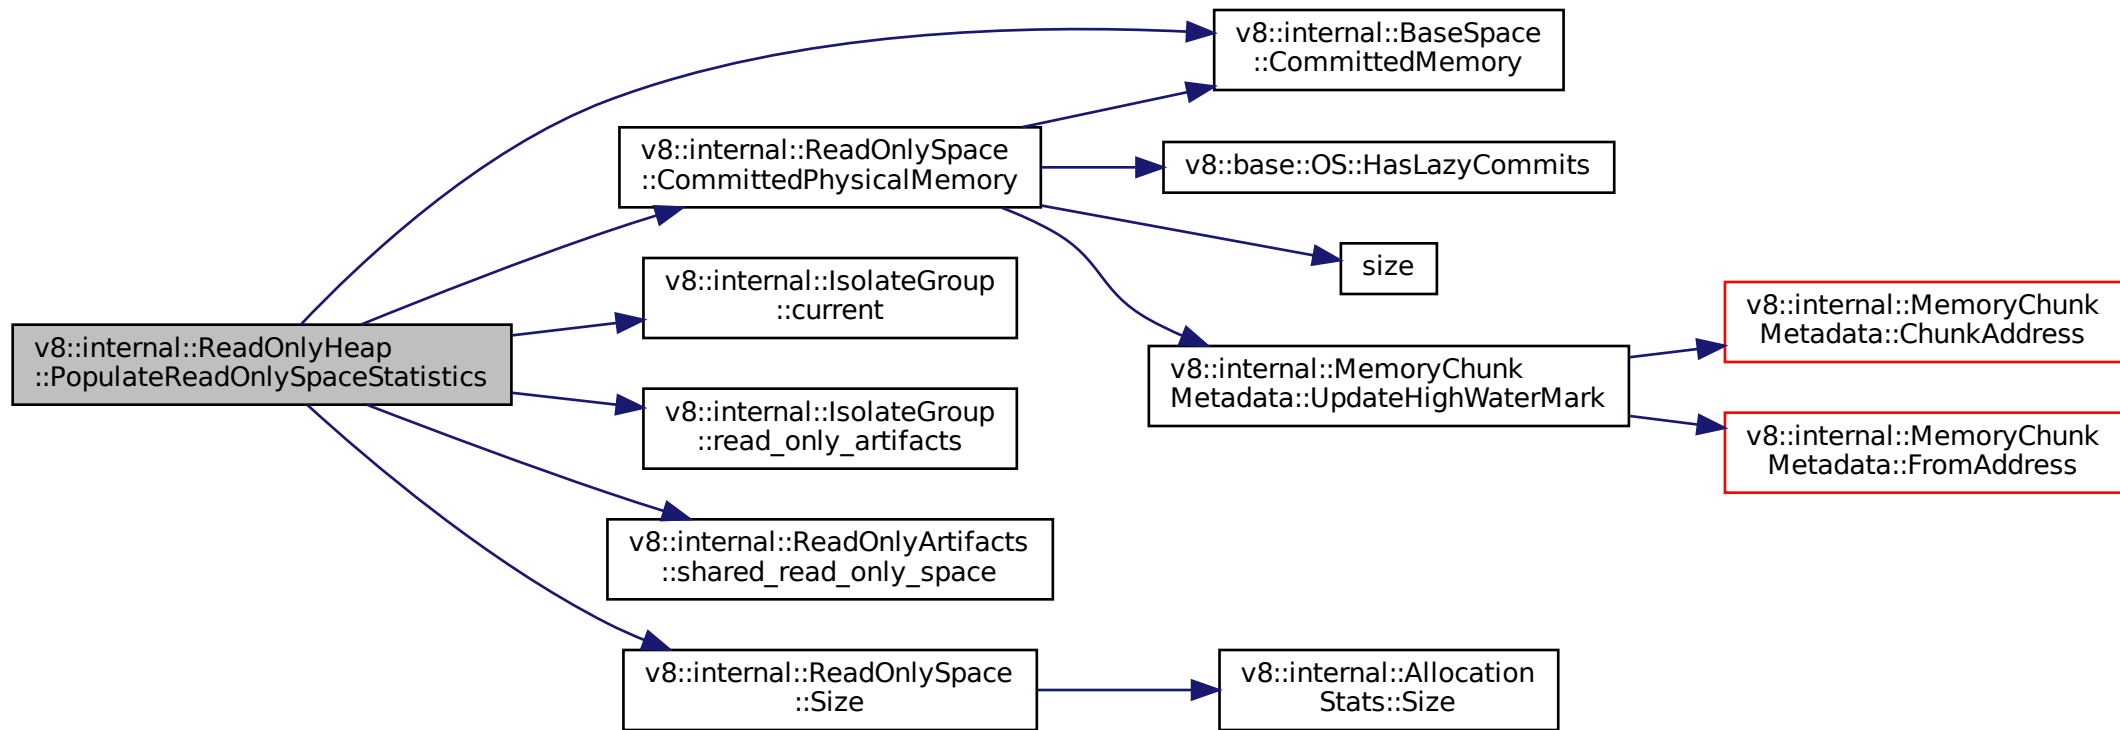 v8::internal::ReadOnlyHeap
::PopulateReadOnlySpaceStatistics
v8::internal::BaseSpace
::CommittedMemory
v8::internal::ReadOnlySpace
::CommittedPhysicalMemory
v8::base::OS::HasLazyCommits
size
v8::internal::MemoryChunk
Metadata::UpdateHighWaterMark
v8::internal::MemoryChunk
Metadata::ChunkAddress
v8::internal::MemoryChunk
Metadata::FromAddress
v8::internal::IsolateGroup
::current
v8::internal::IsolateGroup
::read_only_artifacts
v8::internal::ReadOnlyArtifacts
::shared_read_only_space
v8::internal::ReadOnlySpace
::Size
v8::internal::Allocation
Stats::Size